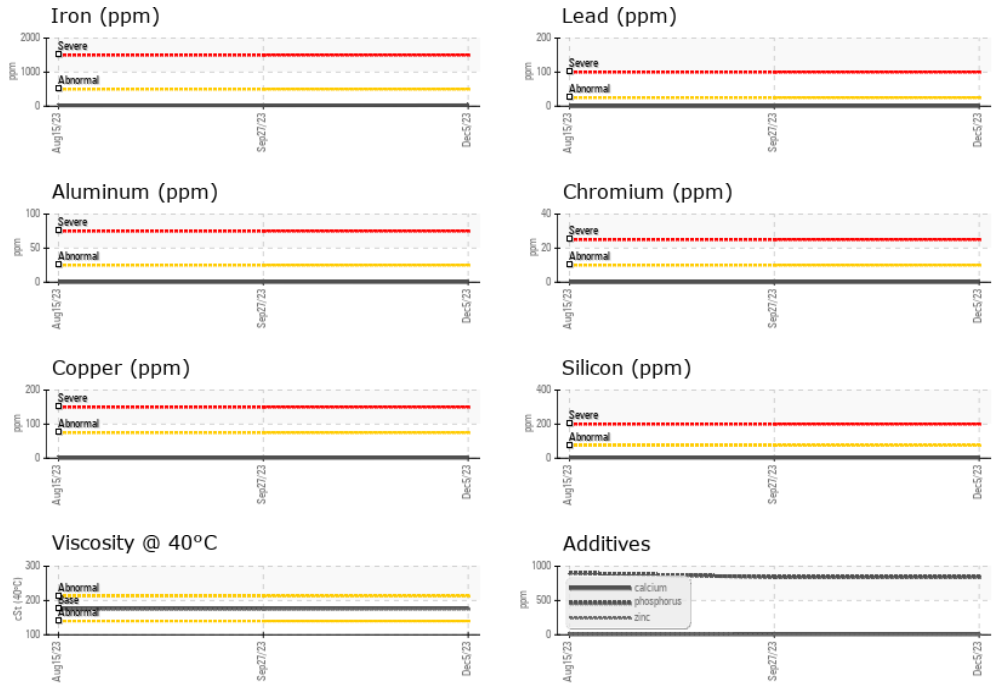 Iron (ppm)
2000
1000
0
ppm
Severe
Abnormal
Aug15/23
Sep27/23
Dec5/23
Lead (ppm)
200
100
0
ppm
Severe
Abnormal
Aug15/23
Sep27/23
Dec5/23
Aluminum (ppm)
100
50
0
ppm
Severe
Abnormal
Aug15/23
Sep27/23
Dec5/23
Chromium (ppm)
40
20
0
ppm
Severe
Abnormal
Aug15/23
Sep27/23
Dec5/23
Copper (ppm)
200
100
0
ppm
Severe
Abnormal
Aug15/23
Sep27/23
Dec5/23
Silicon (ppm)
400
200
0
ppm
Severe
Abnormal
Aug15/23
Sep27/23
Dec5/23
Viscosity @ 40°C
300
200
100
cSt (40°C)
Abnormal
Base
Abnormal
Aug15/23
Sep27/23
Dec5/23
Additives
1000
500
0
ppm
calcium
phosphorus
zinc
Aug15/23
Sep27/23
Dec5/23